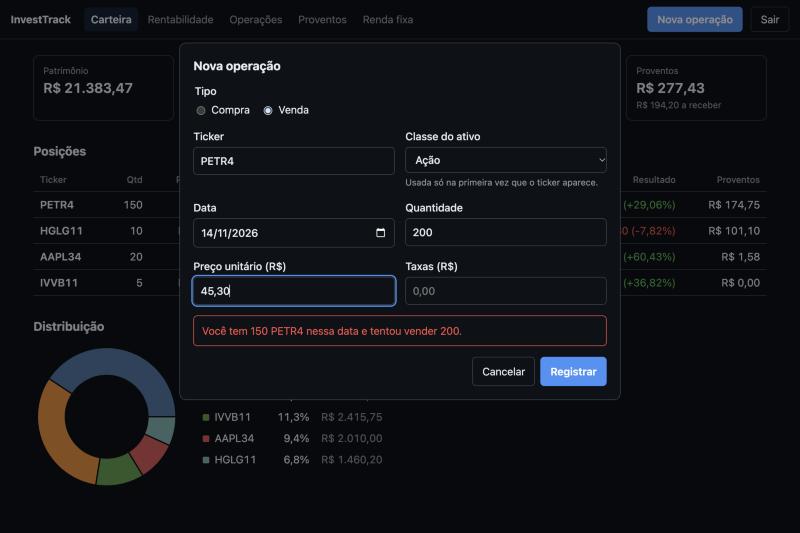 InvestTrack Carteira Rentabilidade Operações Proventos Renda fixa Nova operação Sair
Patrimônio
R$ 21.383,47
Proventos
R$ 277,43
R$ 194,20 a receber
Nova operação
Tipo
Compra Venda
Ticker
PETR4
Classe do ativo
Ação
Usada só na primeira vez que o ticker aparece.
Data
14/11/2026
Quantidade
200
Preço unitário (R$)
45,30
Taxas (R$)
0,00
Você tem 150 PETR4 nessa data e tentou vender 200.
Cancelar Registrar
Posições
Ticker Qtd Resultado Proventos
PETR4 150 (+29,06%) R$ 174,75
HGLG11 10 (-7,82%) R$ 101,10
AAPL34 20 (+60,43%) R$ 1,58
IVVB11 5 (+36,82%) R$ 0,00
Distribuição
IVVB11 11,3% R$ 2.415,75
AAPL34 9,4% R$ 2.010,00
HGLG11 6,8% R$ 1.460,20